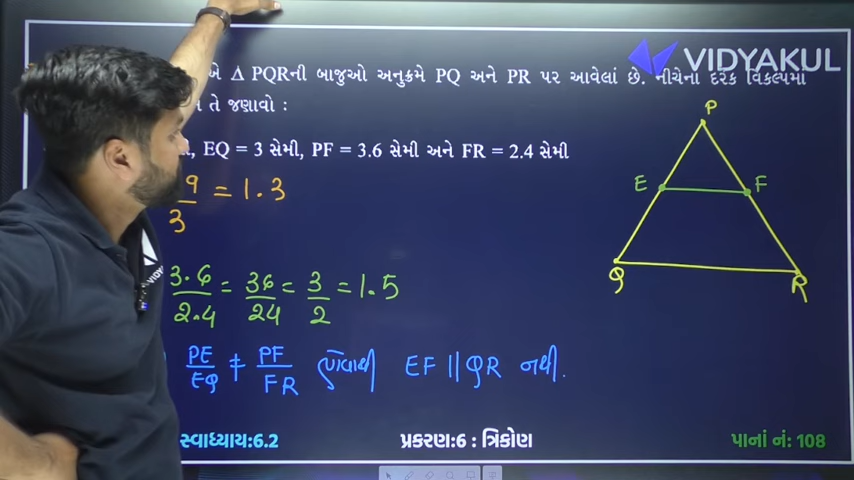 VIDYAKUL
એ Δ PQRની બાજુઓ અનુક્રમે PQ અને PR પર આવેલાં છે. નીચેના દરેક વિકલ્પમાં
તે જણાવો :
EQ = 3 સેમી, PF = 3.6 સેમી અને FR = 2.4 સેમી
9/3 = 1.3
3.6/2.4 = 36/24 = 3/2 = 1.5
PE/EQ ≠ PF/FR હોવાથી EF || QR નથી.
P
E F
Q R
સ્વાધ્યાય:6.2 પ્રકરણ:6 : ત્રિકોણ પાનાં નં: 108